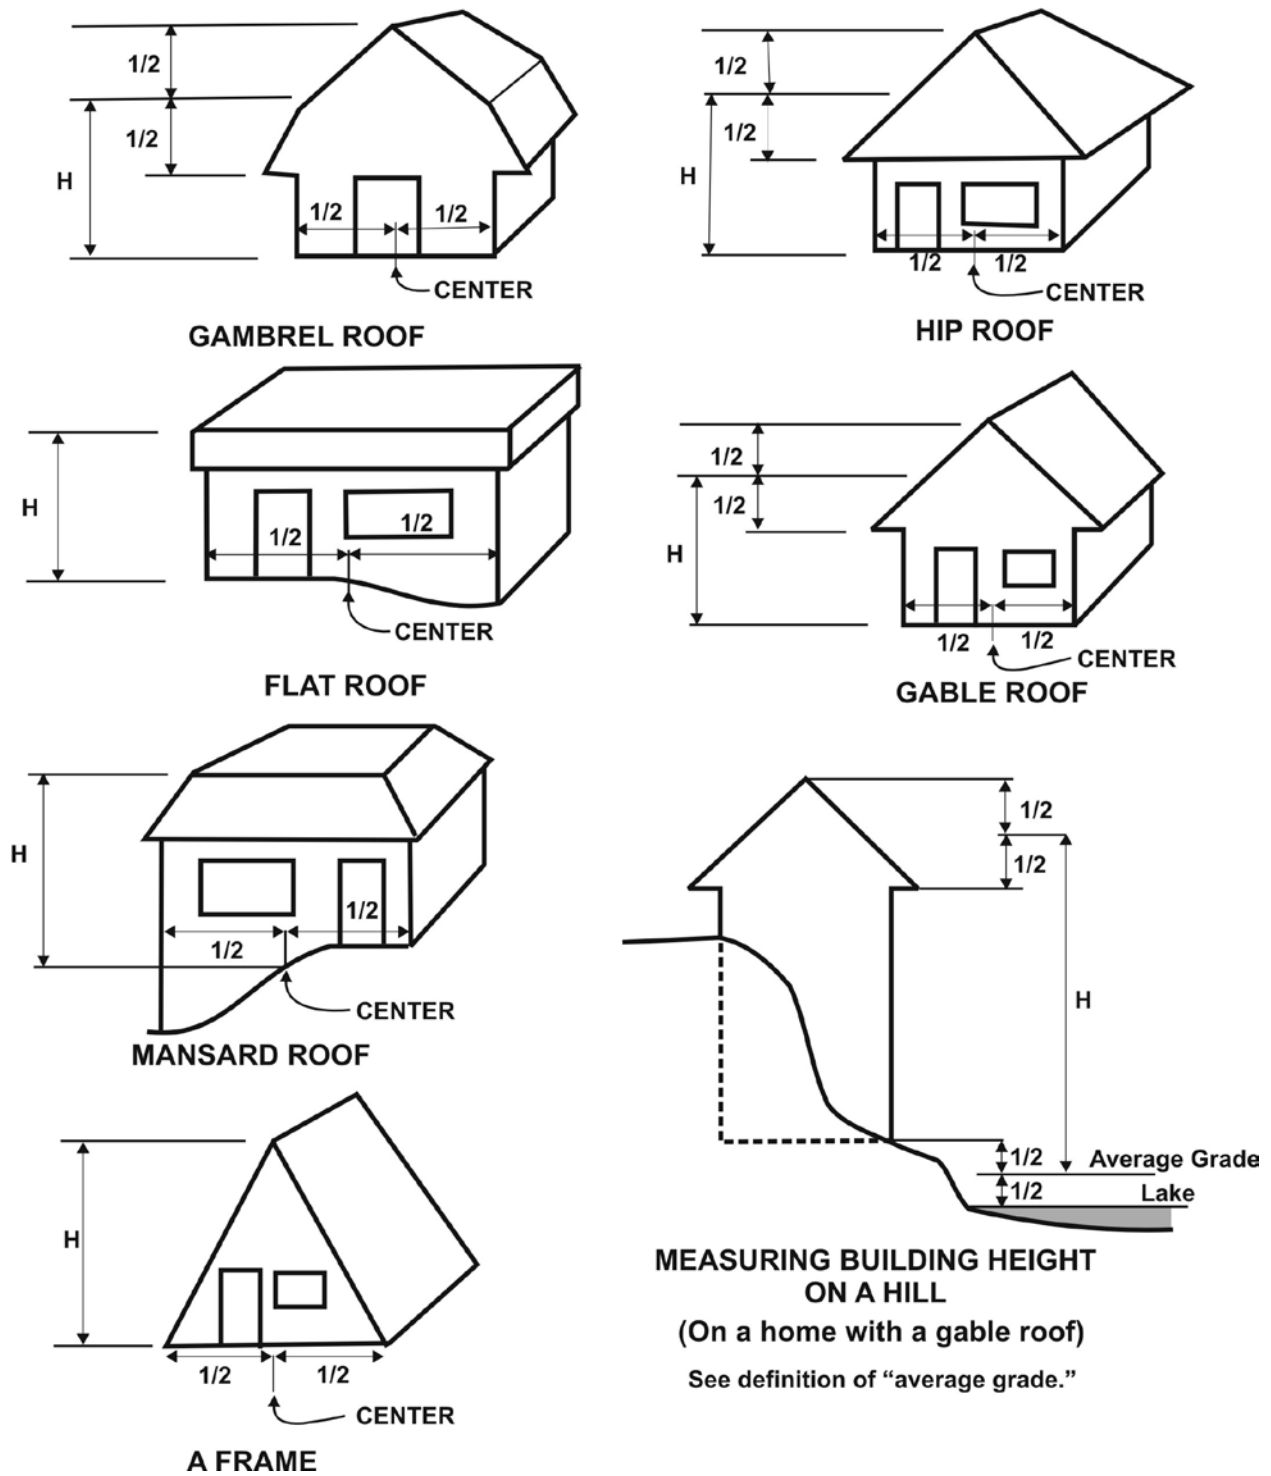 1/2
1/2
H
1/2
1/2
CENTER
GAMBREL ROOF
1/2
1/2
H
1/2
1/2
CENTER
HIP ROOF
H
1/2
1/2
CENTER
FLAT ROOF
1/2
1/2
H
1/2
1/2
CENTER
GABLE ROOF
H
1/2
1/2
CENTER
MANSARD ROOF
1/2
1/2
H
1/2
Average Grade
1/2
Lake
MEASURING BUILDING HEIGHT
ON A HILL
(On a home with a gable roof)
See definition of “average grade.”
H
1/2
1/2
CENTER
A FRAME